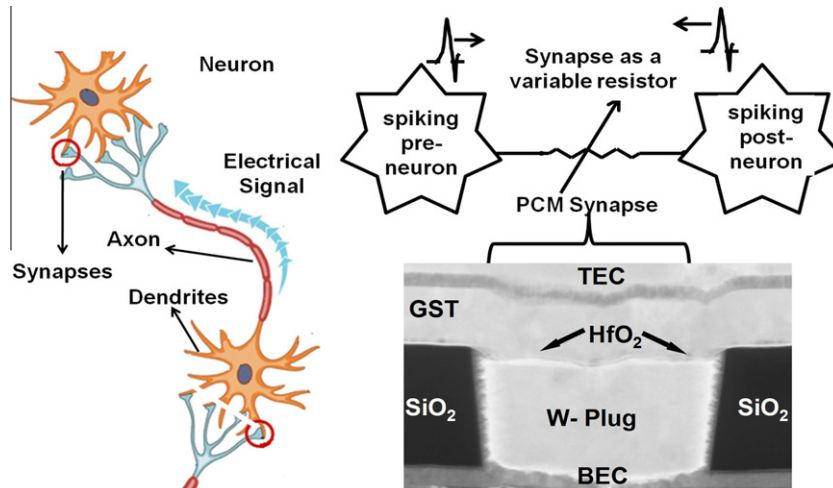 Neuron
Electrical
Signal
Axon
Synapses
Dendrites
Synapse as a
variable resistor
spiking
pre-
neuron
spiking
post-
neuron
PCM Synapse
TEC
GST
HfO₂
SiO₂
W- Plug
SiO₂
BEC